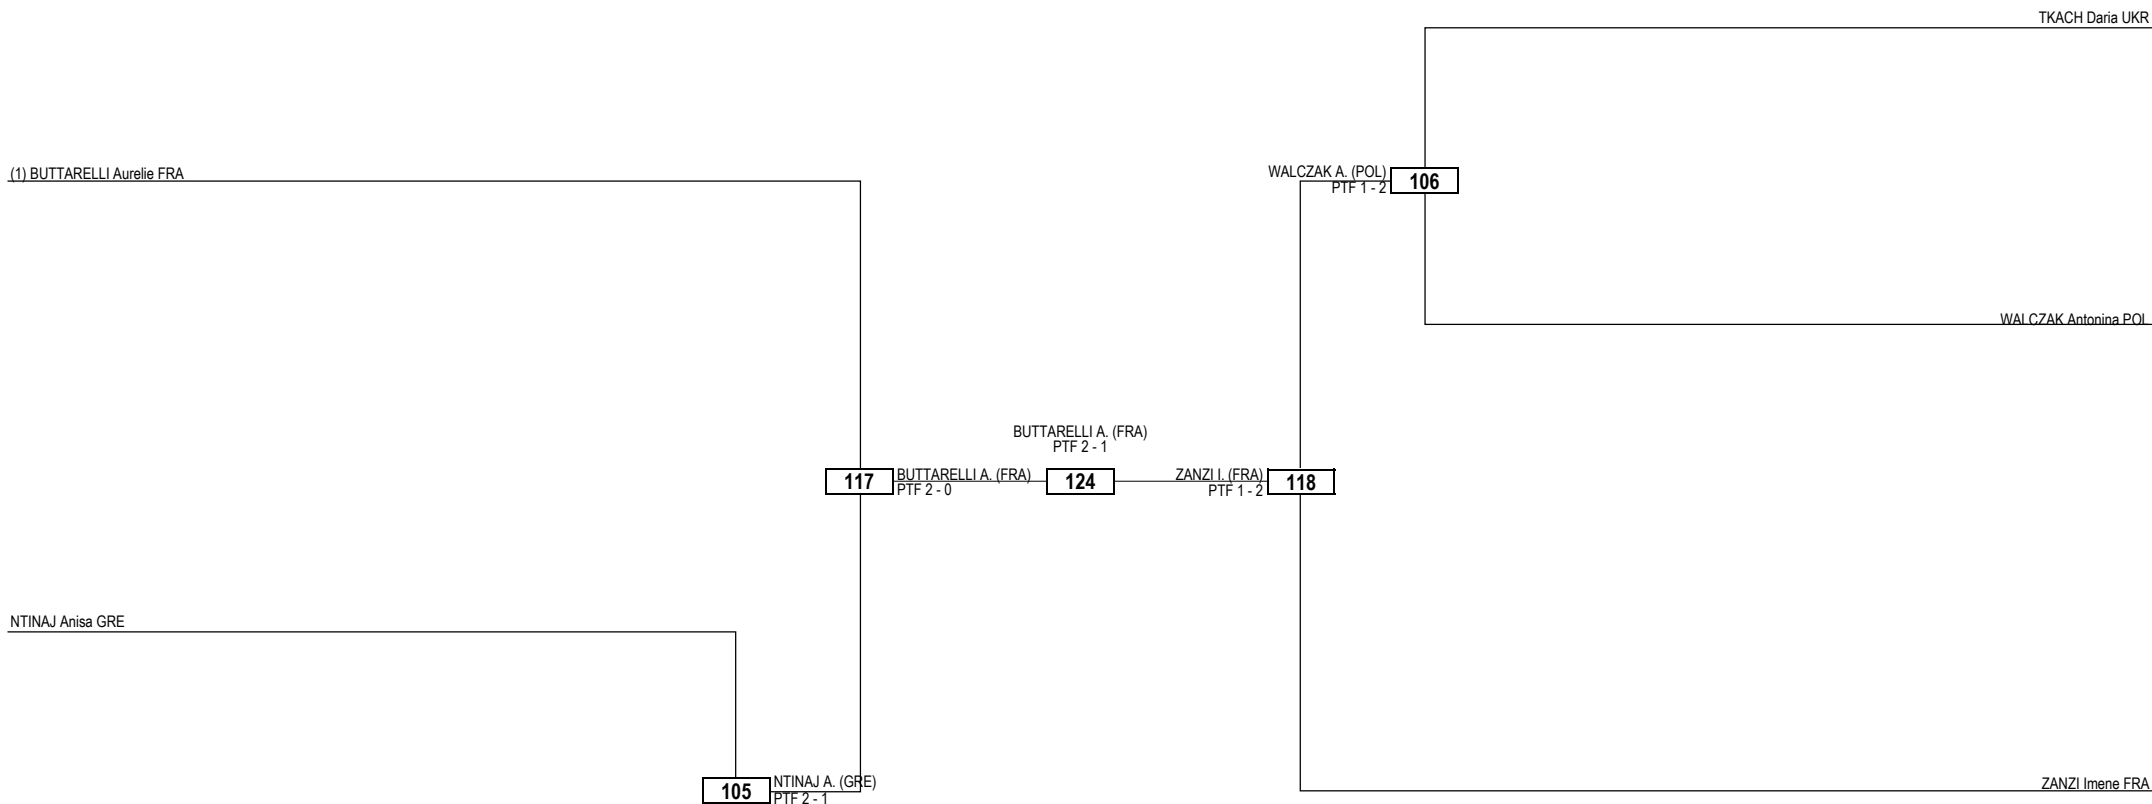 TKACH Daria UKR
(1) BUTTARELLI Aurelie FRA
WALCZAK A. (POL)
PTF 1 - 2
106
WALCZAK Antonina POL
BUTTARELLI A. (FRA)
PTF 2 - 1
117
BUTTARELLI A. (FRA)
PTF 2 - 0
124
ZANZI I. (FRA)
PTF 1 - 2
118
NTINAJ Anisa GRE
105
NTINAJ A. (GRE)
PTF 2 - 1
ZANZI Imene FRA